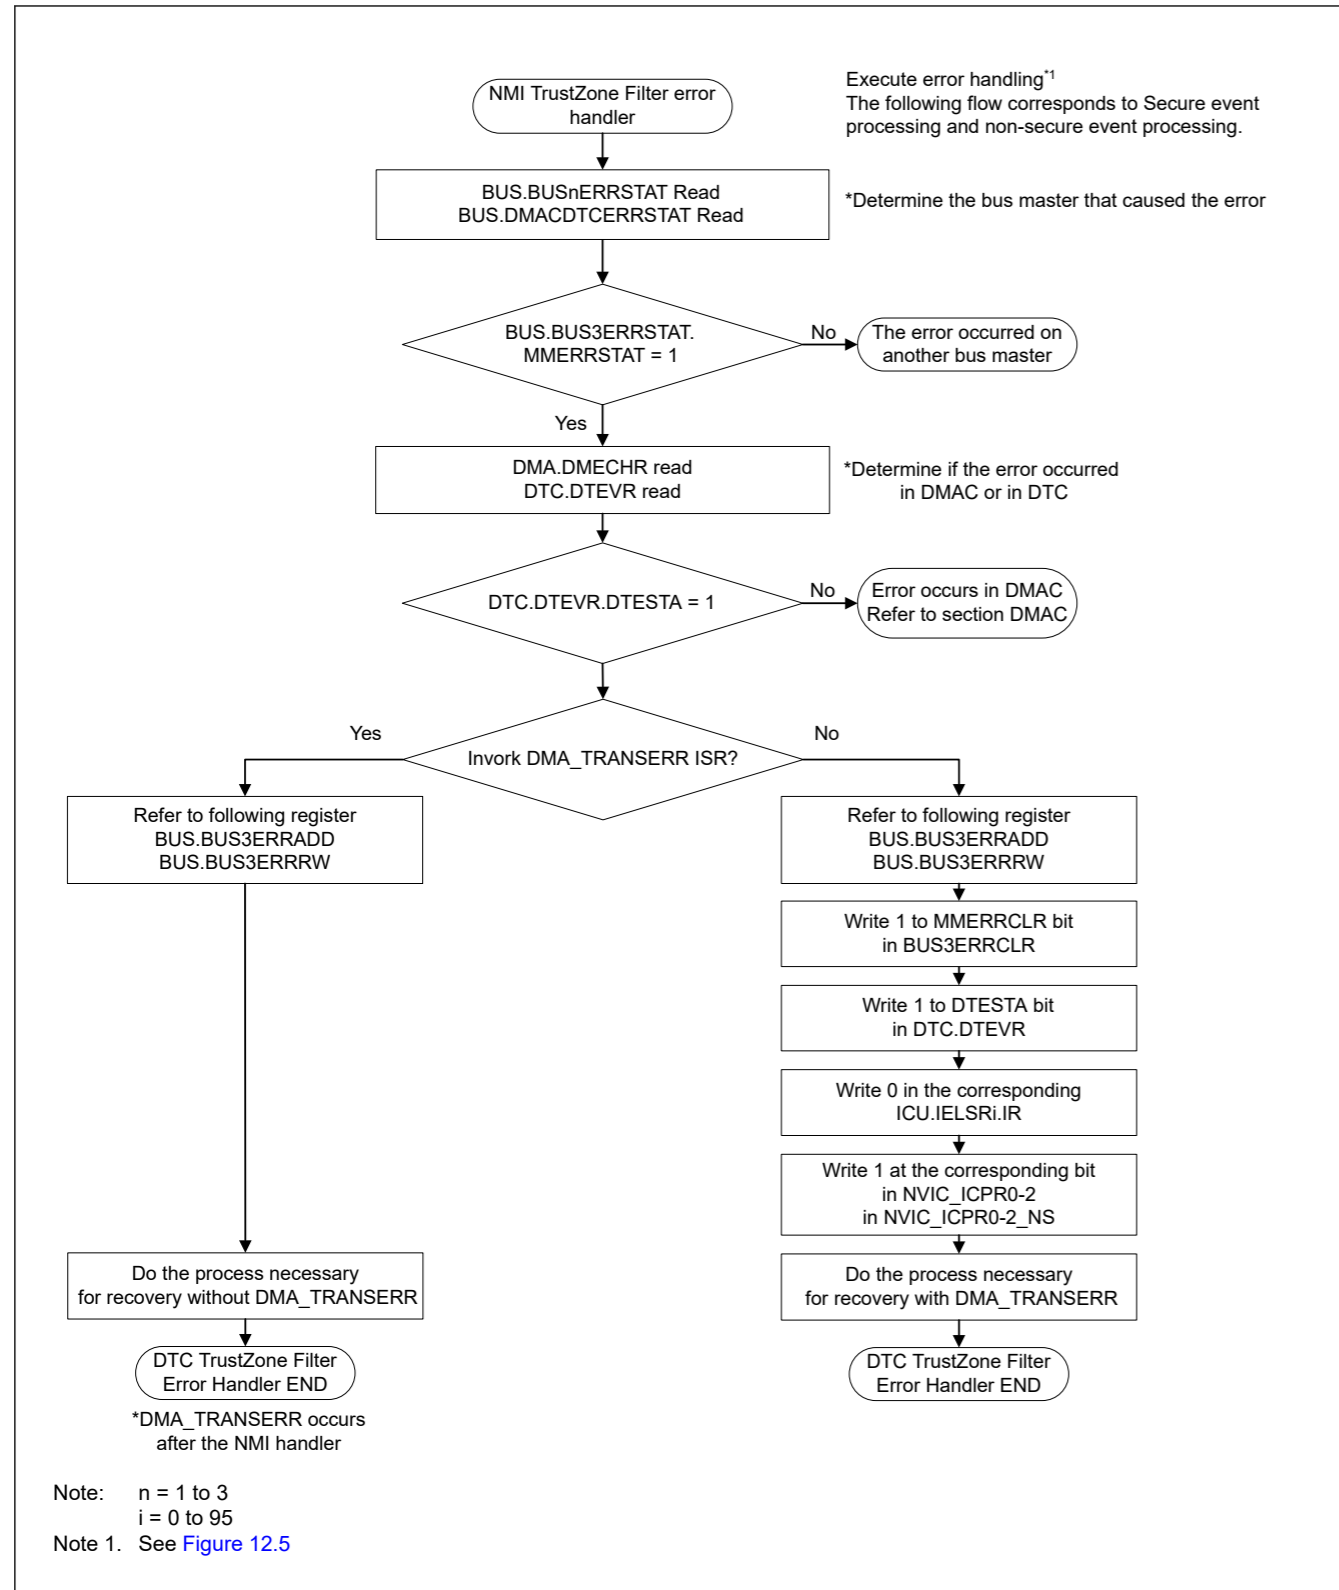 NMI TrustZone Filter error
handler
Execute error handling*1
The following flow corresponds to Secure event
processing and non-secure event processing.
BUS.BUSnERRSTAT Read
BUS.DMACDTCERRSTAT Read
*Determine the bus master that caused the error
BUS.BUS3ERRSTAT.
MMERRSTAT = 1
No
The error occurred on
another bus master
Yes
DMA.DMECHR read
DTC.DTEVR read
*Determine if the error occurred
in DMAC or in DTC
DTC.DTEVR.DTESTA = 1
No
Error occurs in DMAC
Refer to section DMAC
Invork DMA_TRANSERR ISR?
Yes
No
Refer to following register
BUS.BUS3ERRADD
BUS.BUS3ERRRW
Refer to following register
BUS.BUS3ERRADD
BUS.BUS3ERRRW
Write 1 to MMERRCLR bit
in BUS3ERRCLR
Write 1 to DTESTA bit
in DTC.DTEVR
Write 0 in the corresponding
ICU.IELSRi.IR
Write 1 at the corresponding bit
in NVIC_ICPR0-2
in NVIC_ICPR0-2_NS
Do the process necessary
for recovery without DMA_TRANSERR
Do the process necessary
for recovery with DMA_TRANSERR
DTC TrustZone Filter
Error Handler END
DTC TrustZone Filter
Error Handler END
*DMA_TRANSERR occurs
after the NMI handler
Note: n = 1 to 3
i = 0 to 95
Note 1. See Figure 12.5